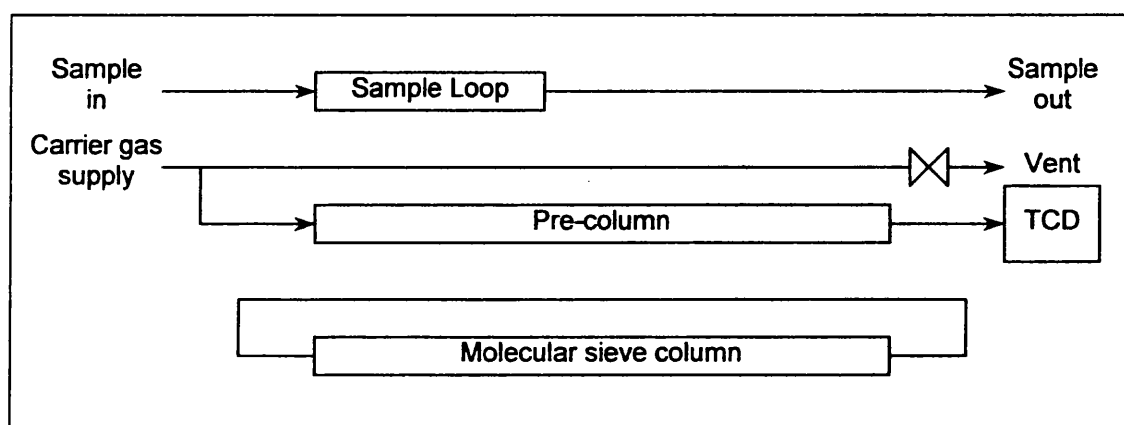 Sample
in
Sample Loop
Sample
out
Carrier gas
supply
Vent
Pre-column
TCD
Molecular sieve column